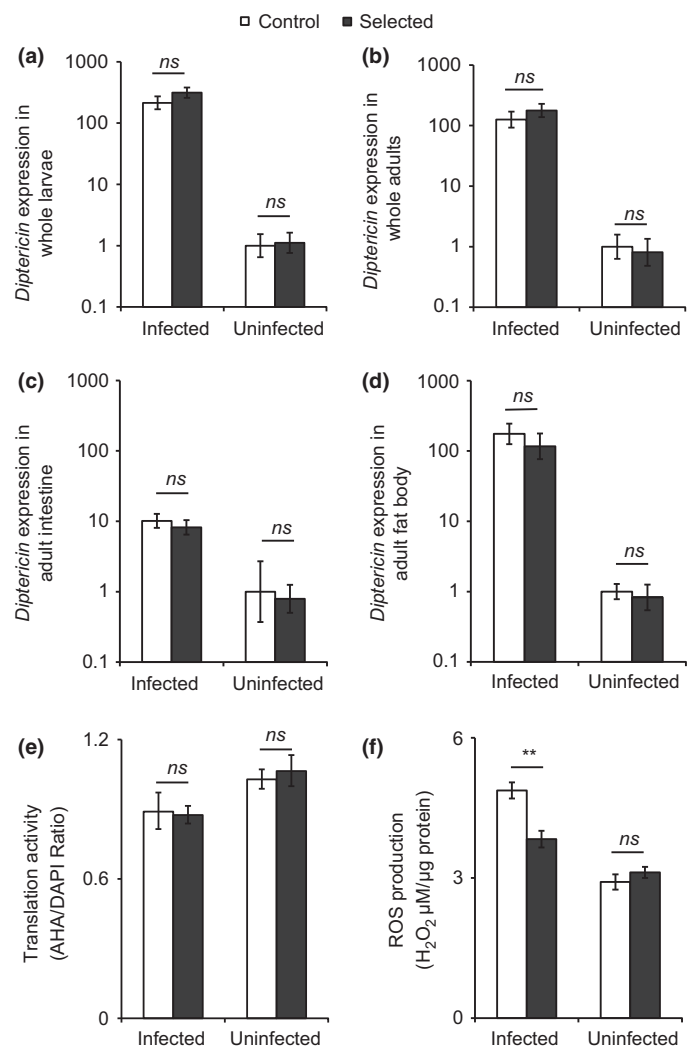 Control Selected
(a)
Diptericin expression in
whole larvae
1000
100
10
1
0.1
ns
ns
Infected Uninfected
(b)
Diptericin expression in
whole adults
1000
100
10
1
0.1
ns
ns
Infected Uninfected
(c)
Diptericin expression in
adult intestine
1000
100
10
1
0.1
ns
ns
Infected Uninfected
(d)
Diptericin expression in
adult fat body
1000
100
10
1
0.1
ns
ns
Infected Uninfected
(e)
Translation activity
(AHA/DAPI Ratio)
1.2
0.6
0
ns
ns
Infected Uninfected
(f)
ROS production
(H₂O₂ µM/µg protein)
6
3
0
**
ns
Infected Uninfected